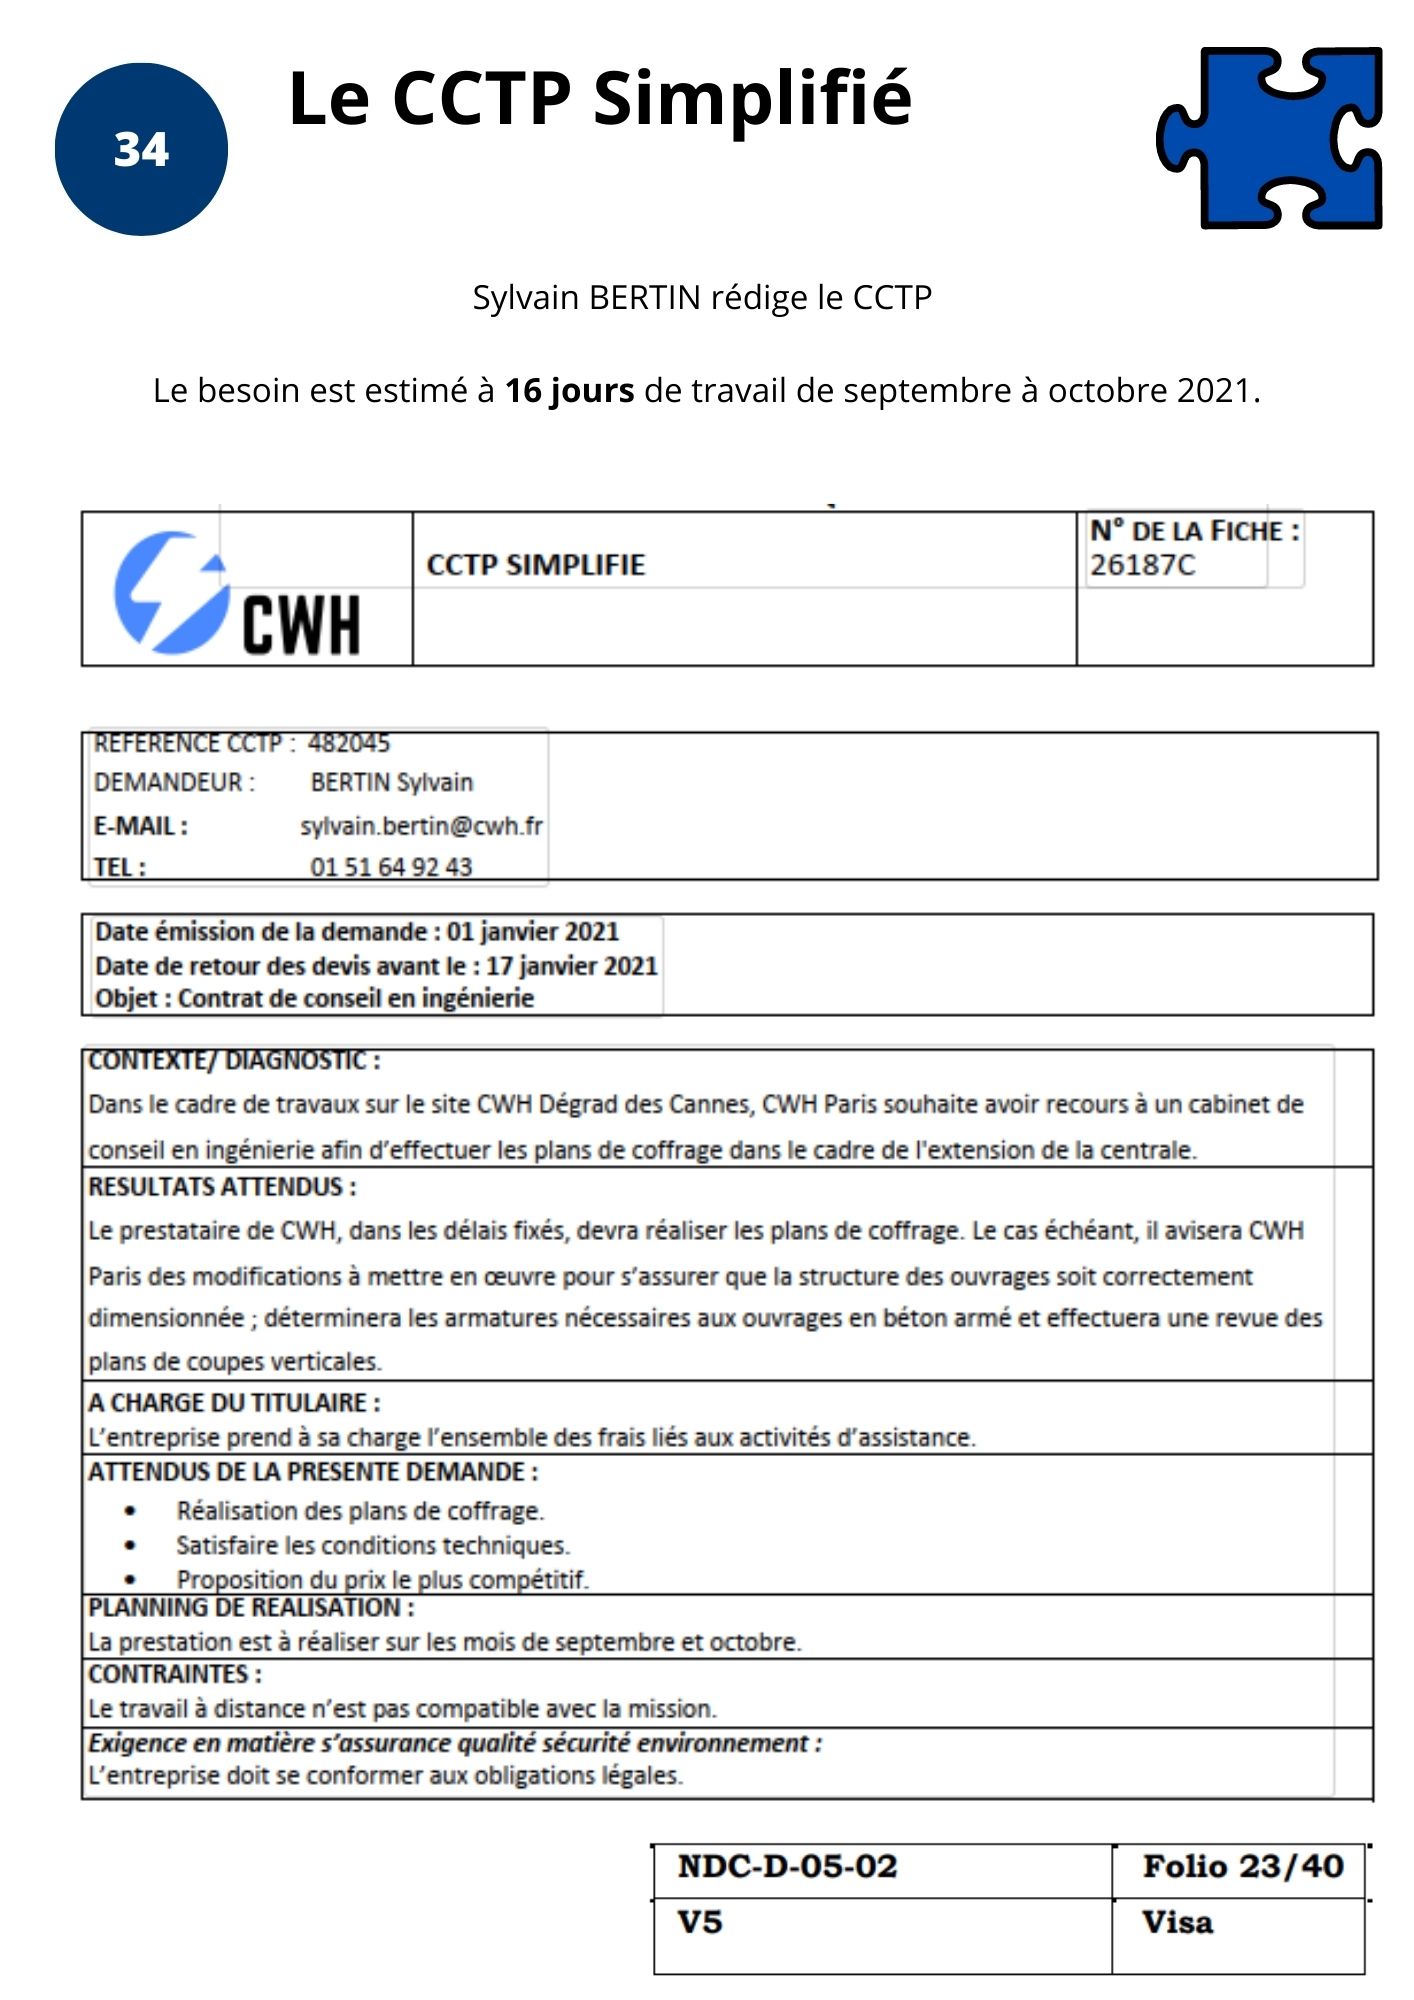 34
Le CCTP Simplifié
Sylvain BERTIN rédige le CCTP
Le besoin est estimé à 16 jours de travail de septembre à octobre 2021.
CWH
CCTP SIMPLIFIE
N° DE LA FICHE :
26187C
REFERENCE CCTP : 482045
DEMANDEUR : BERTIN Sylvain
E-MAIL : sylvain.bertin@cwh.fr
TEL : 01 51 64 92 43
Date émission de la demande : 01 janvier 2021
Date de retour des devis avant le : 17 janvier 2021
Objet : Contrat de conseil en ingénierie
CONTEXTE/ DIAGNOSTIC :
Dans le cadre de travaux sur le site CWH Dégrad des Cannes, CWH Paris souhaite avoir recours à un cabinet de
conseil en ingénierie afin d'effectuer les plans de coffrage dans le cadre de l'extension de la centrale.
RESULTATS ATTENDUS :
Le prestataire de CWH, dans les délais fixés, devra réaliser les plans de coffrage. Le cas échéant, il avisera CWH
Paris des modifications à mettre en œuvre pour s'assurer que la structure des ouvrages soit correctement
dimensionnée ; déterminera les armatures nécessaires aux ouvrages en béton armé et effectuera une revue des
plans de coupes verticales.
A CHARGE DU TITULAIRE :
L'entreprise prend à sa charge l'ensemble des frais liés aux activités d'assistance.
ATTENDUS DE LA PRESENTE DEMANDE :
• Réalisation des plans de coffrage.
• Satisfaire les conditions techniques.
• Proposition du prix le plus compétitif.
PLANNING DE REALISATION :
La prestation est à réaliser sur les mois de septembre et octobre.
CONTRAINTES :
Le travail à distance n'est pas compatible avec la mission.
Exigence en matière s'assurance qualité sécurité environnement :
L'entreprise doit se conformer aux obligations légales.
NDC-D-05-02
Folio 23/40
V5
Visa